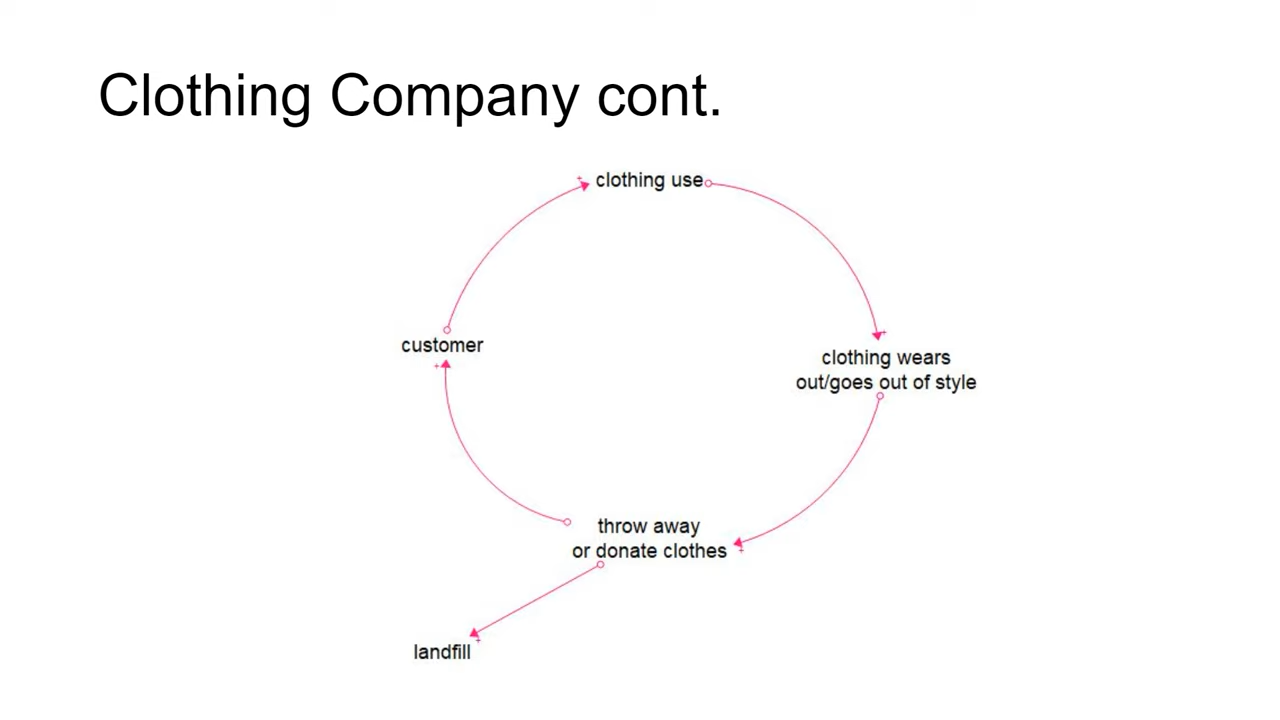 Clothing Company cont.
clothing use
customer
clothing wears
out/goes out of style
throw away
or donate clothes
landfill